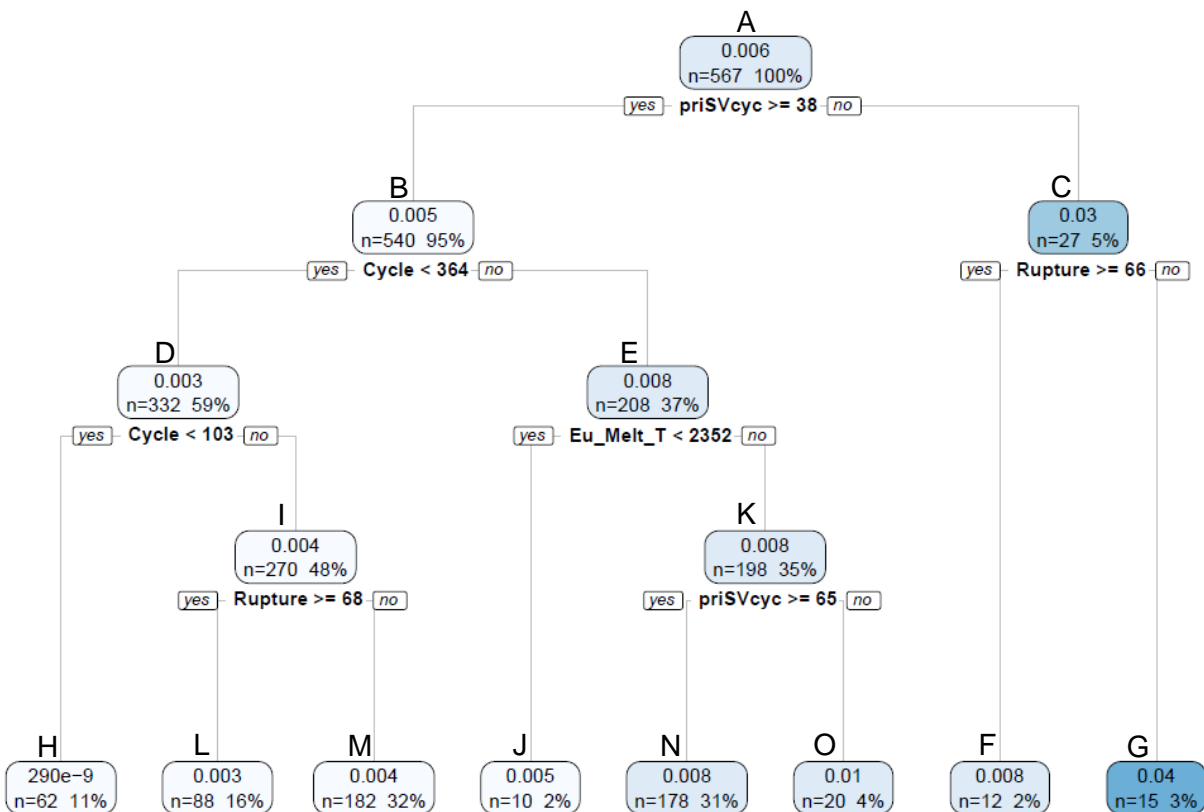 A
0.006
n=567 100%
yes priSVcyc >= 38 no
B
0.005
n=540 95%
yes Cycle < 364 no
C
0.03
n=27 5%
yes Rupture >= 66 no
D
0.003
n=332 59%
yes Cycle < 103 no
E
0.008
n=208 37%
yes Eu_Melt_T < 2352 no
I
0.004
n=270 48%
yes Rupture >= 68 no
K
0.008
n=198 35%
yes priSVcyc >= 65 no
H
290e-9
n=62 11%
L
0.003
n=88 16%
M
0.004
n=182 32%
J
0.005
n=10 2%
N
0.008
n=178 31%
O
0.01
n=20 4%
F
0.008
n=12 2%
G
0.04
n=15 3%